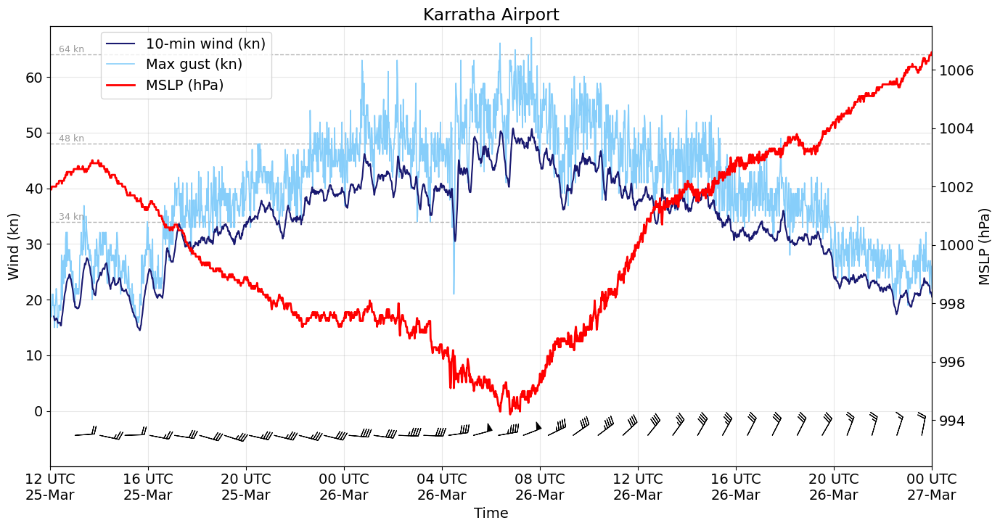 Karratha Airport
10-min wind (kn)
Max gust (kn)
MSLP (hPa)
64 kn
48 kn
34 kn
60
50
40
30
20
10
0
Wind (kn)
1006
1004
1002
1000
998
996
994
MSLP (hPa)
12 UTC 16 UTC 20 UTC 00 UTC 04 UTC 08 UTC 12 UTC 16 UTC 20 UTC 00 UTC
25-Mar 25-Mar 25-Mar 26-Mar 26-Mar 26-Mar 26-Mar 26-Mar 26-Mar 27-Mar
Time